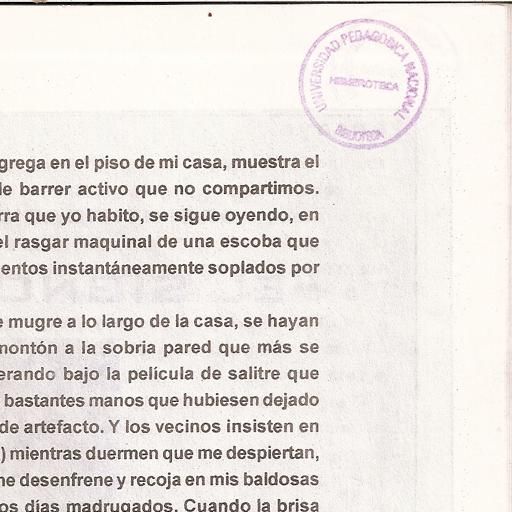 UNIVERSIDAD PEDAGOGICA NACIONAL
HEMEROTECA
BIBLIOTECA
grega en el piso de mi casa, muestra el
de barrer activo que no compartimos.
rra que yo habito, se sigue oyendo, en
el rasgar maquinal de una escoba que
entos instantáneamente soplados por
e mugre a lo largo de la casa, se hayan
montón a la sobria pared que más se
erando bajo la película de salitre que
bastantes manos que hubiesen dejado
de artefacto. Y los vecinos insisten en
) mientras duermen que me despiertan,
me desenfrene y recoja en mis baldosas
os días madrugados. Cuando la brisa